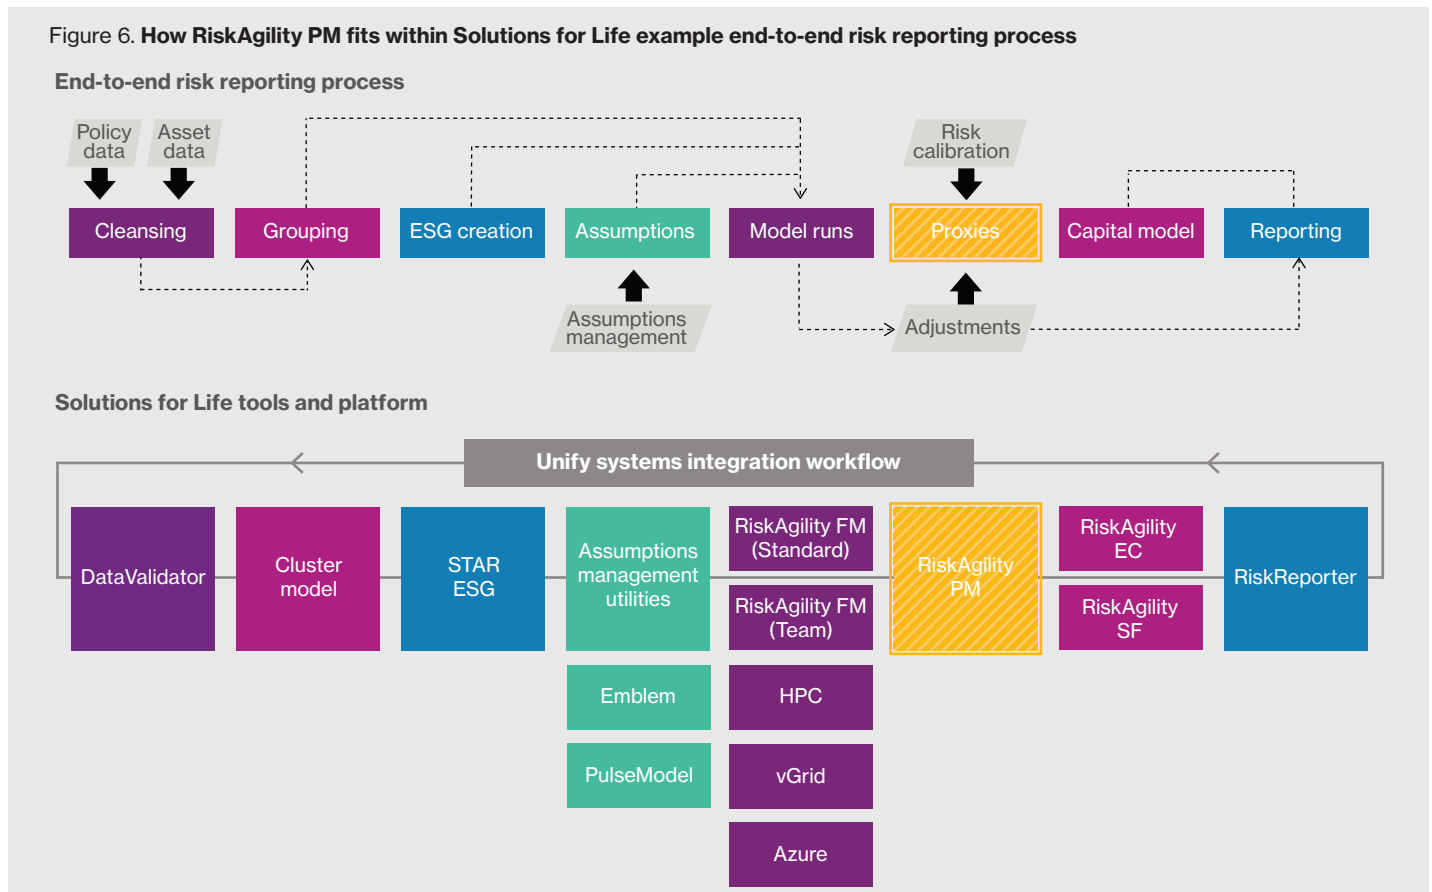 Figure 6. How RiskAgility PM fits within Solutions for Life example end-to-end risk reporting process
End-to-end risk reporting process
Policy
data
Asset
data
Risk
calibration
Cleansing
Grouping
ESG creation
Assumptions
Model runs
Proxies
Capital model
Reporting
Assumptions
management
Adjustments
Solutions for Life tools and platform
Unify systems integration workflow
DataValidator
Cluster
model
STAR
ESG
Assumptions
management
utilities
RiskAgility FM
(Standard)
RiskAgility FM
(Team)
RiskAgility
PM
RiskAgility
EC
RiskAgility
SF
RiskReporter
Emblem
HPC
PulseModel
vGrid
Azure